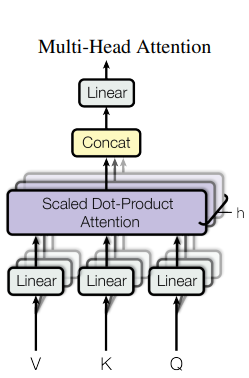 Multi-Head Attention
Linear
Concat
Scaled Dot-Product
Attention
h
Linear Linear Linear
V K Q